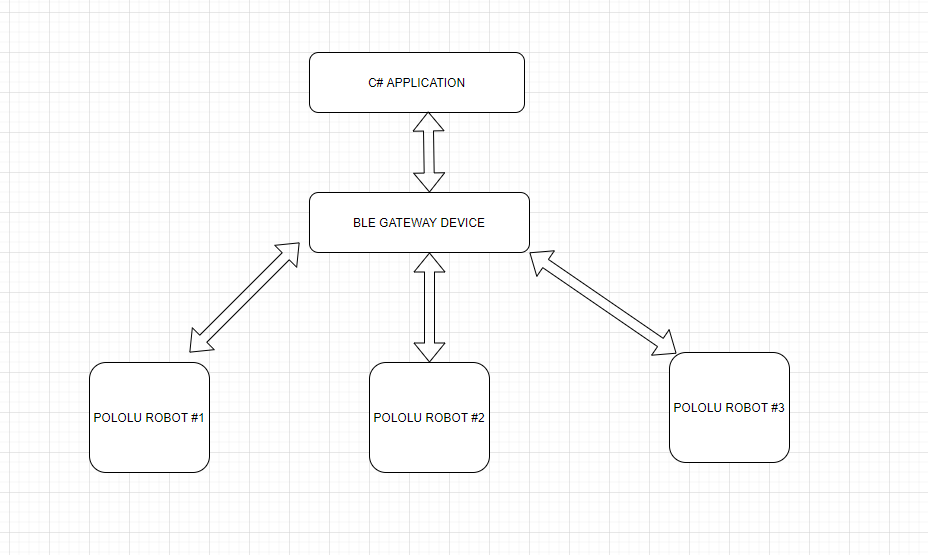 C# APPLICATION
BLE GATEWAY DEVICE
POLOLU ROBOT #1
POLOLU ROBOT #2
POLOLU ROBOT #3